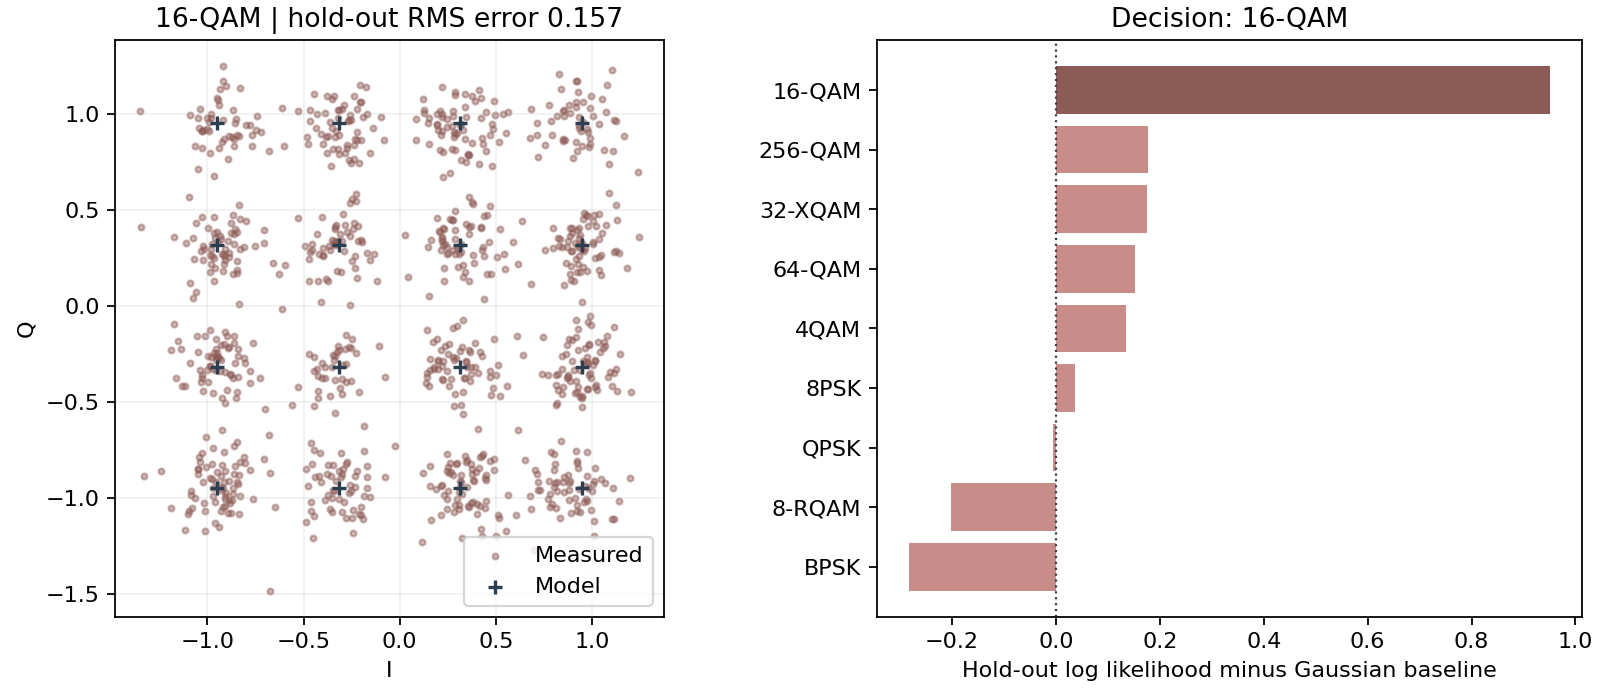 16-QAM | hold-out RMS error 0.157
1.0
0.5
0.0
−0.5
−1.0
−1.5
Q
Measured
Model
−1.0
−0.5
0.0
0.5
1.0
I
Decision: 16-QAM
16-QAM
256-QAM
32-XQAM
64-QAM
4QAM
8PSK
QPSK
8-RQAM
BPSK
−0.2
0.0
0.2
0.4
0.6
0.8
1.0
Hold-out log likelihood minus Gaussian baseline